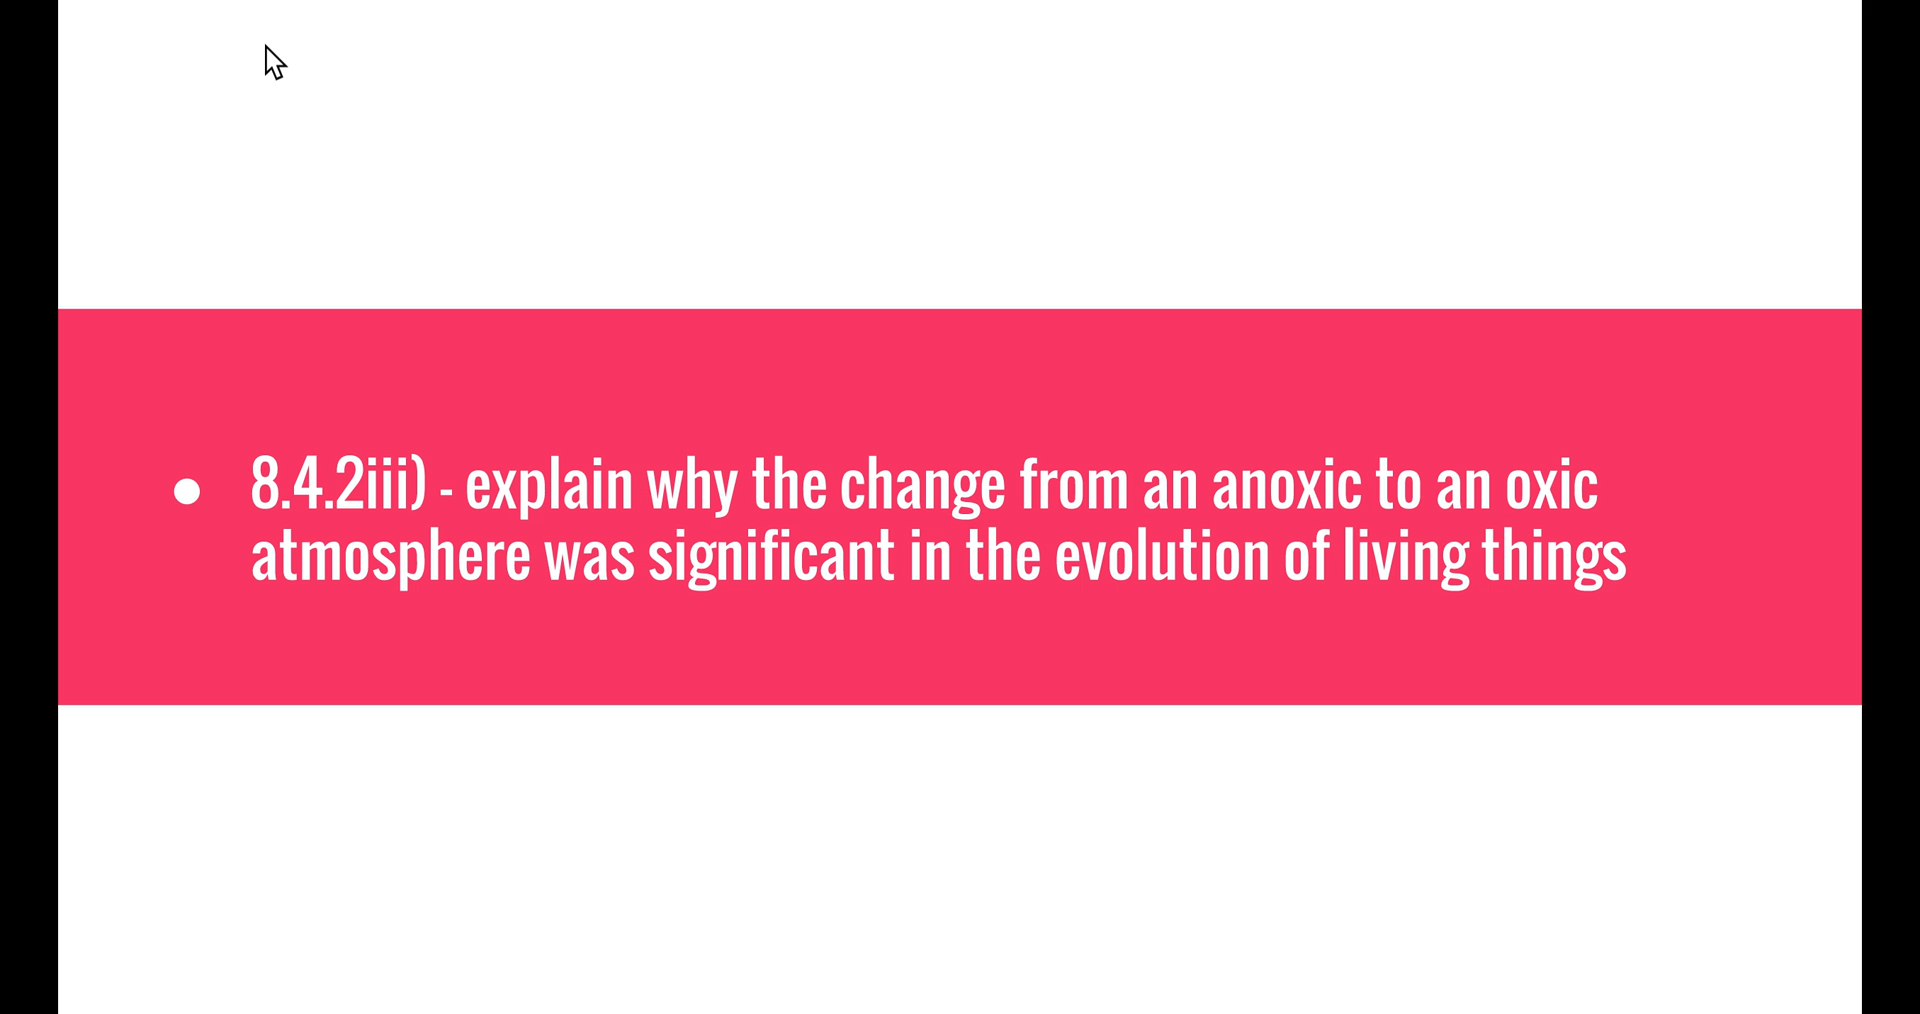 ● 8.4.2iii) - explain why the change from an anoxic to an oxic
atmosphere was significant in the evolution of living things